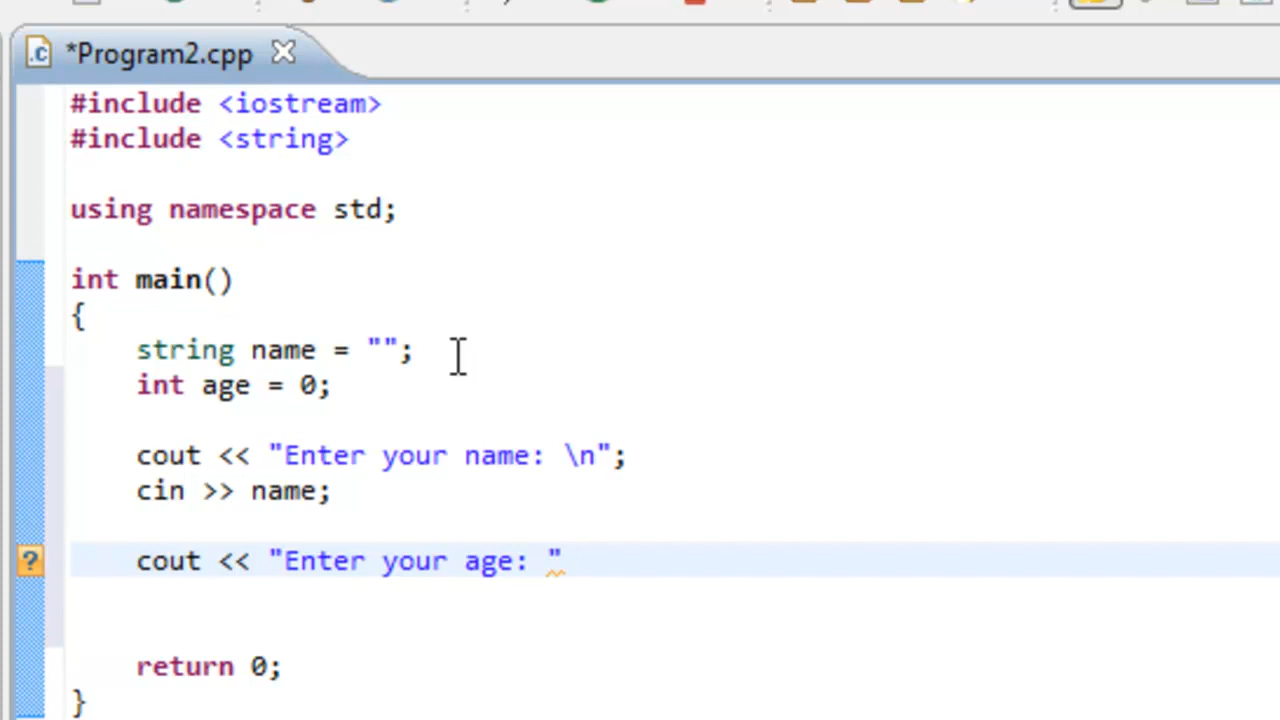 *Program2.cpp
#include <iostream>
#include <string>
using namespace std;
int main()
{
string name = "";
int age = 0;
cout << "Enter your name: \n";
cin >> name;
cout << "Enter your age: "
return 0;
}